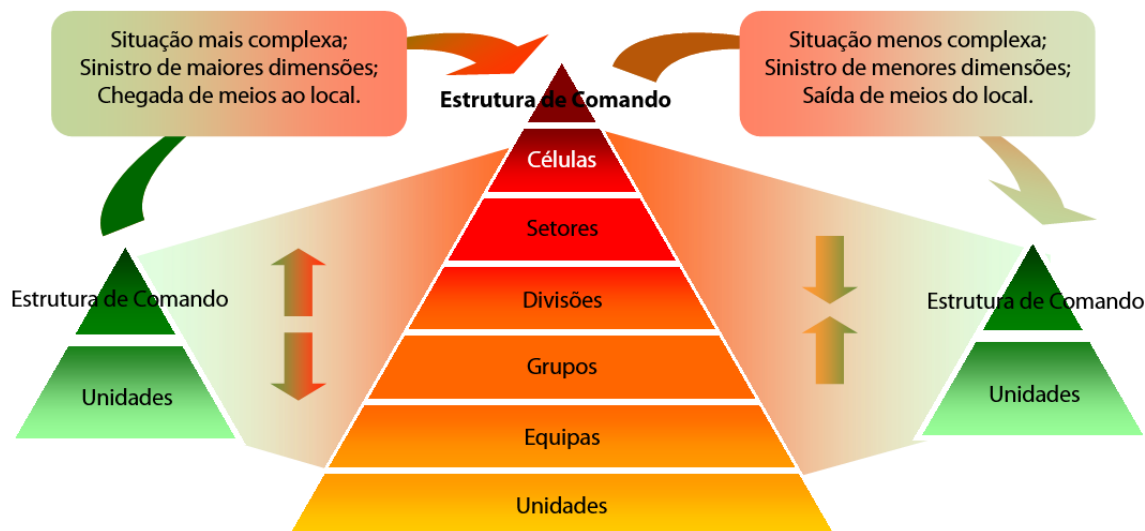 Situação mais complexa;
Sinistro de maiores dimensões;
Chegada de meios ao local.
Situação menos complexa;
Sinistro de menores dimensões;
Saída de meios do local.
Estrutura de Comando
Células
Setores
Divisões
Grupos
Equipas
Unidades
Estrutura de Comando
Unidades
Estrutura de Comando
Unidades